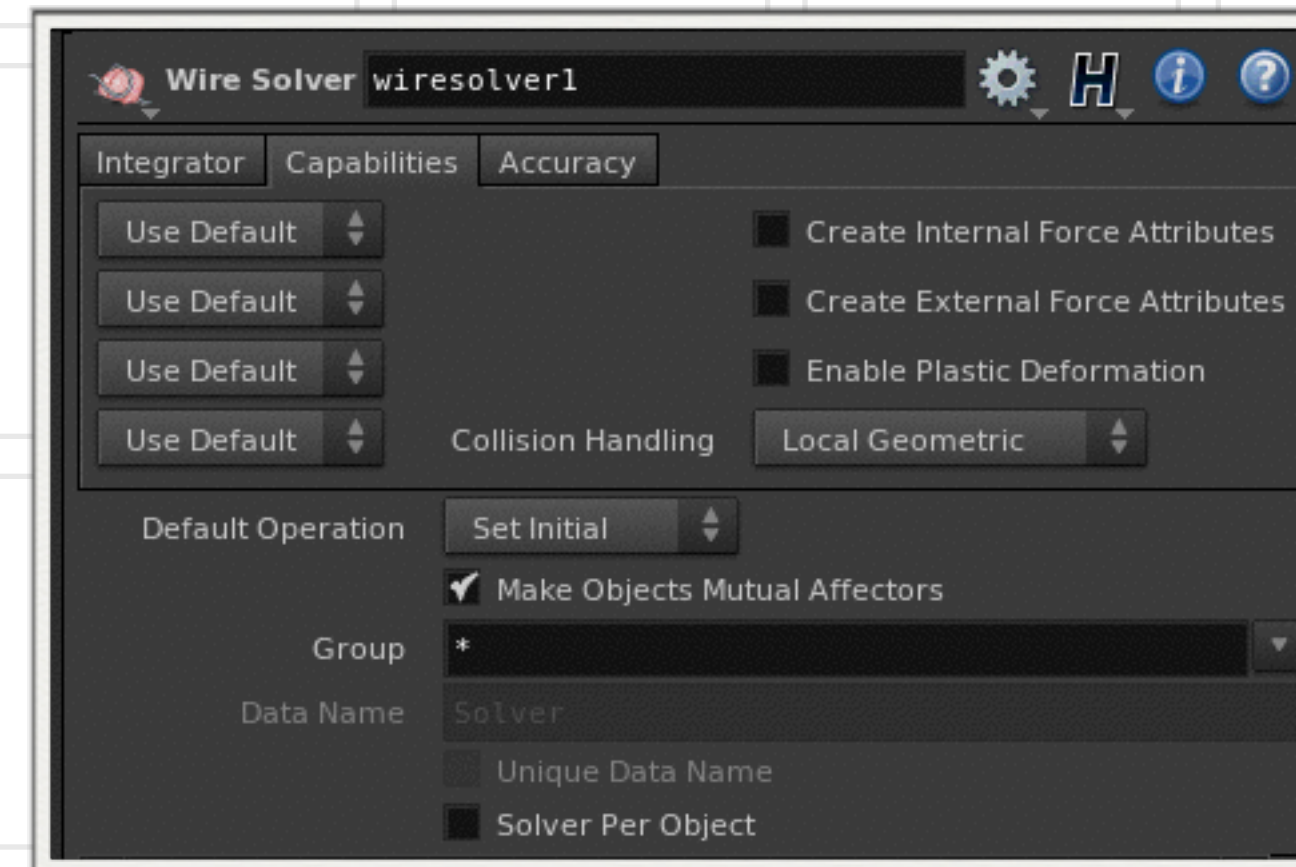 Wire Solver wiresolver1
Integrator Capabilities Accuracy
Use Default Create Internal Force Attributes
Use Default Create External Force Attributes
Use Default Enable Plastic Deformation
Use Default Collision Handling Local Geometric
Default Operation Set Initial
Make Objects Mutual Affectors
Group *
Data Name Solver
Unique Data Name
Solver Per Object